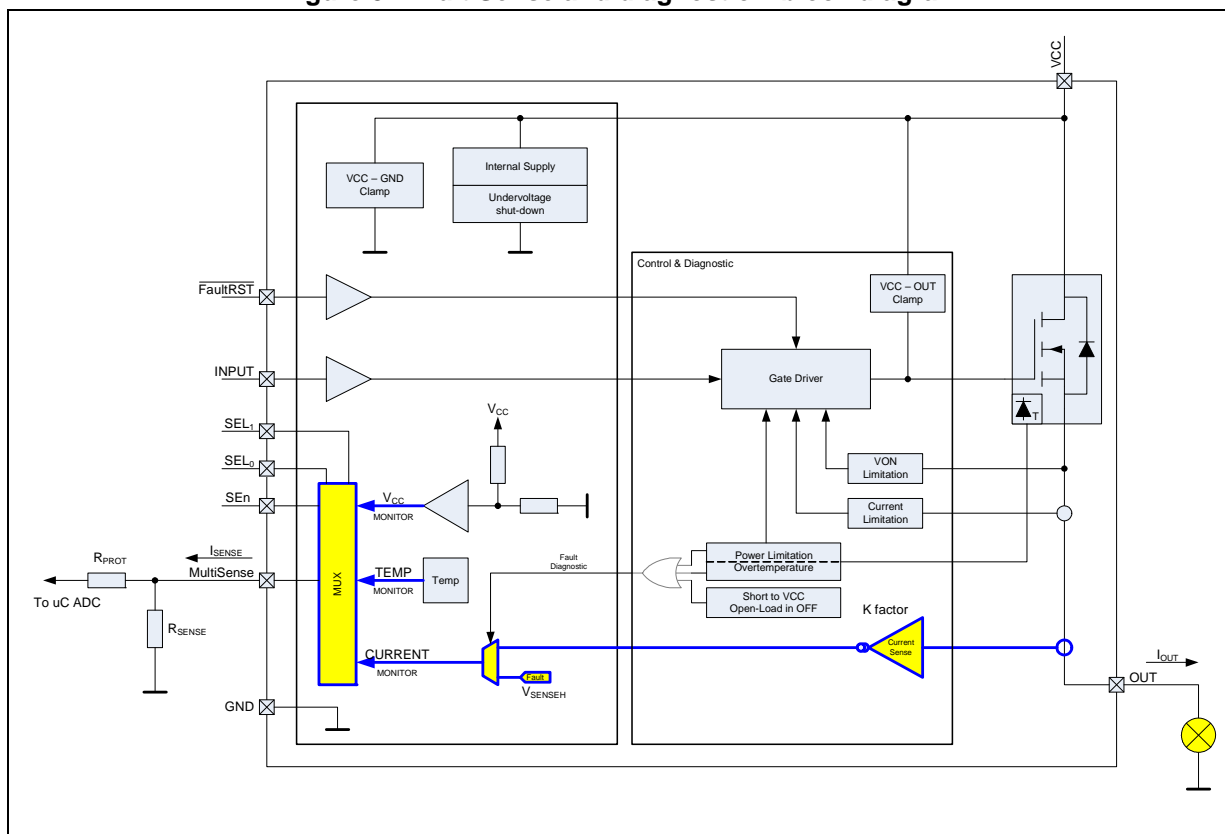 VCC
VCC – GND
Clamp
Internal Supply
Undervoltage
shut-down
Control & Diagnostic
FaultRST
VCC – OUT
Clamp
INPUT
Gate Driver
T
SEL1
VCC
SEL0
VON
Limitation
SEn
VCC
MONITOR
Current
Limitation
RPROT
ISENSE
MultiSense
MUX
TEMP
MONITOR
Temp
Fault
Diagnostic
Power Limitation
Overtemperature
To uC ADC
Short to VCC
Open-Load in OFF
RSENSE
K factor
CURRENT
MONITOR
Current
Sense
Fault
VSENSEH
IOUT
OUT
GND